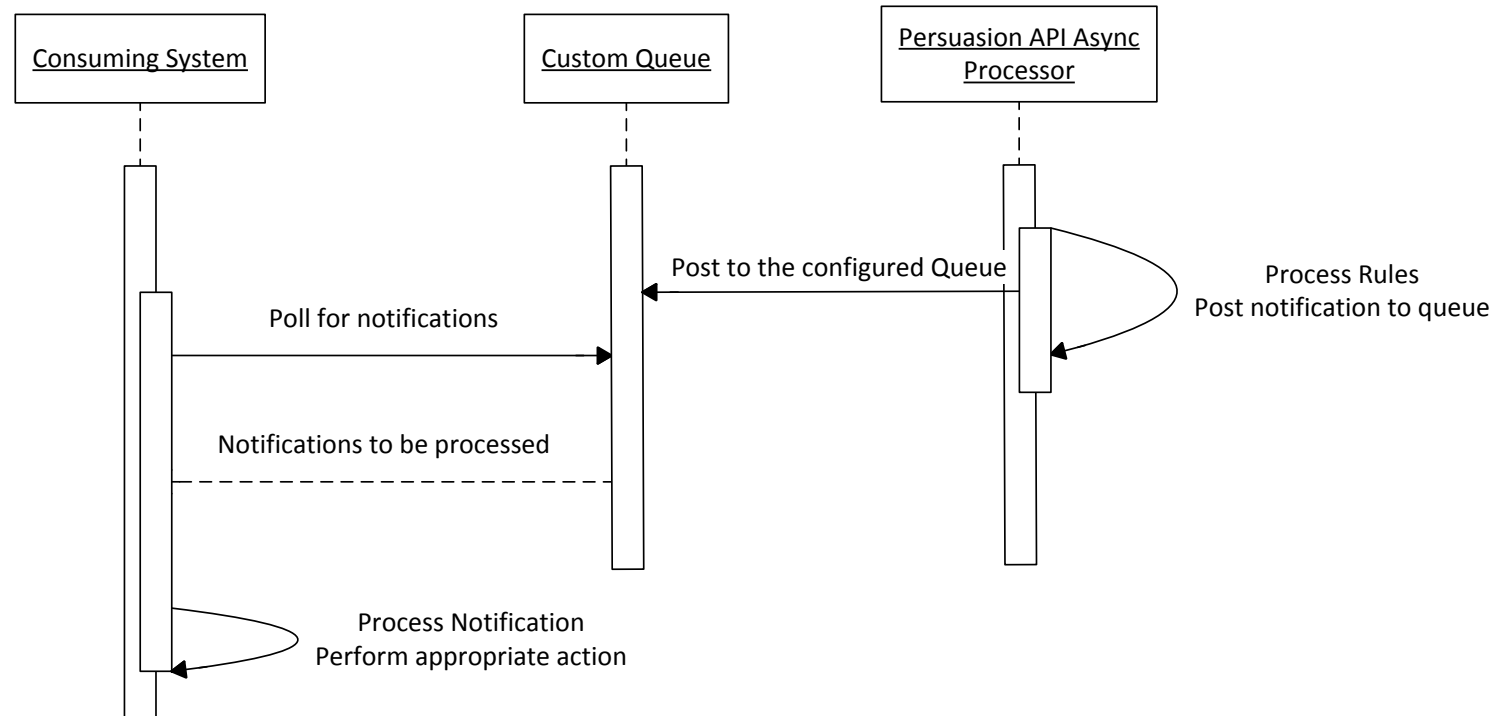 Consuming System
Custom Queue
Persuasion API Async
Processor
Post to the configured Queue
Process Rules
Post notification to queue
Poll for notifications
Notifications to be processed
Process Notification
Perform appropriate action